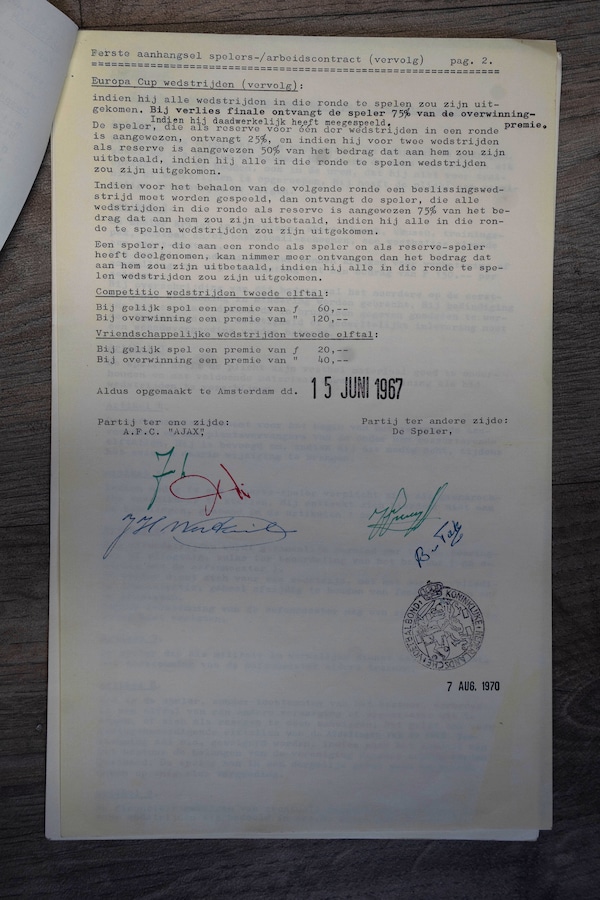 Eerste aanhangsel spelers-/arbeidscontract (vervolg) pag. 2.
Europa Cup wedstrijden (vervolg):
indien hij alle wedstrijden in die ronde te spelen zou zijn uit-
gekomen. Bij verlies finale ontvangt de speler 75% van de overwinning-
premie.
Indien hij daadwerkelijk heeft meegespeeld.
De speler, die als reserve voor één der wedstrijden in een ronde
is aangewezen, ontvangt 25%, en indien hij voor twee wedstrijden
als reserve is aangewezen 50% van het bedrag dat aan hem zou zijn
uitbetaald, indien hij alle in die ronde te spelen wedstrijden
zou zijn uitgekomen.
Indien voor het behalen van de volgende ronde een beslissingswed-
strijd moet worden gespeeld, dan ontvangt de speler, die alle
wedstrijden in die ronde als reserve is aangewezen 75% van het be-
drag dat aan hem zou zijn uitbetaald, indien hij alle in die ron-
de te spelen wedstrijden zou zijn uitgekomen.
Een speler, die aan een ronde als speler en als reserve-speler
heeft deelgenomen, kan nimmer meer ontvangen dan het bedrag dat
aan hem zou zijn uitbetaald, indien hij alle in die ronde te spe-
len wedstrijden zou zijn uitgekomen.
Competitie wedstrijden tweede elftal:
Bij gelijk spel een premie van ƒ 60,--
Bij overwinning een premie van " 120,--
Vriendschappelijke wedstrijden tweede elftal:
Bij gelijk spel een premie van ƒ 20,--
Bij overwinning een premie van " 40,--
Aldus opgemaakt te Amsterdam dd. 15 JUNI 1967
Partij ter ene zijde: Partij ter andere zijde:
A.F.C. "AJAX", De Speler,
KONINKLIJKE NEDERLANDSCHE VOETBALBOND
7 AUG. 1970